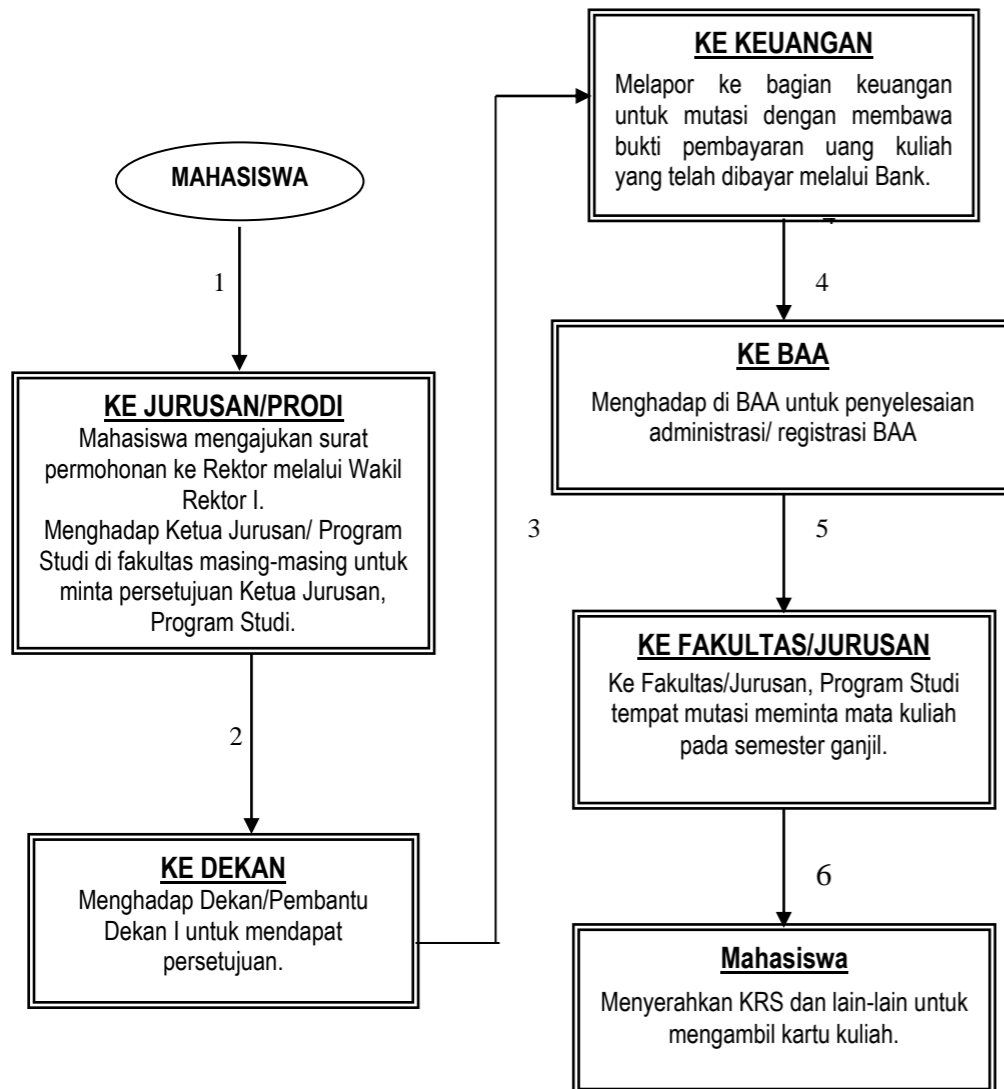 MAHASISWA
1
KE JURUSAN/PRODI
Mahasiswa mengajukan surat
permohonan ke Rektor melalui Wakil
Rektor I.
Menghadap Ketua Jurusan/ Program
Studi di fakultas masing-masing untuk
minta persetujuan Ketua Jurusan,
Program Studi.
2
KE DEKAN
Menghadap Dekan/Pembantu
Dekan I untuk mendapat
persetujuan.
3
KE KEUANGAN
Melapor ke bagian keuangan
untuk mutasi dengan membawa
bukti pembayaran uang kuliah
yang telah dibayar melalui Bank.
4
KE BAA
Menghadap di BAA untuk penyelesaian
administrasi/ registrasi BAA
5
KE FAKULTAS/JURUSAN
Ke Fakultas/Jurusan, Program Studi
tempat mutasi meminta mata kuliah
pada semester ganjil.
6
Mahasiswa
Menyerahkan KRS dan lain-lain untuk
mengambil kartu kuliah.